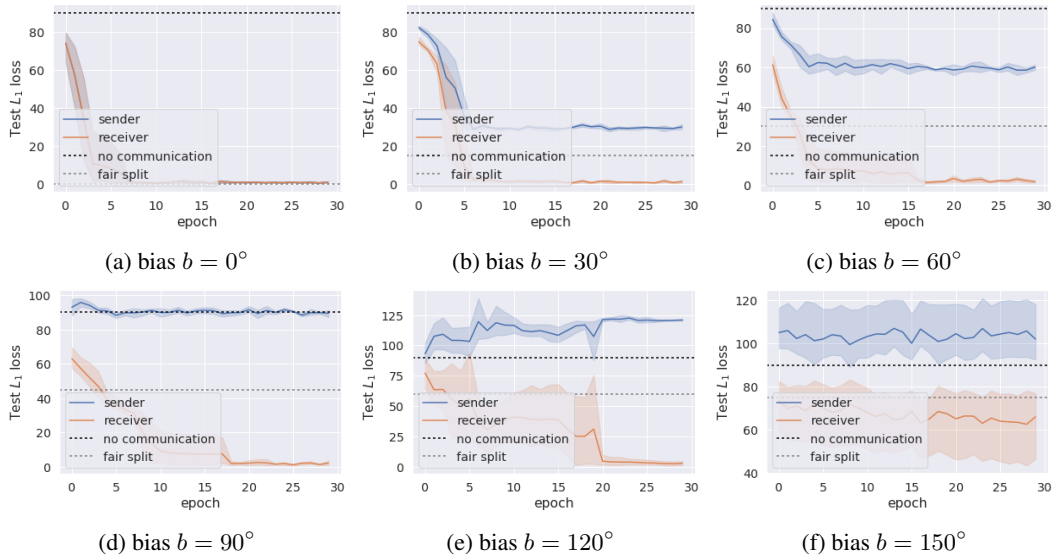 80
60
40
20
0
Test L₁ loss
sender
receiver
no communication
fair split
0 5 10 15 20 25 30
epoch
(a) bias b = 0°
80
60
40
20
0
Test L₁ loss
sender
receiver
no communication
fair split
0 5 10 15 20 25 30
epoch
(b) bias b = 30°
80
60
40
20
0
Test L₁ loss
sender
receiver
no communication
fair split
0 5 10 15 20 25 30
epoch
(c) bias b = 60°
100
80
60
40
20
0
Test L₁ loss
sender
receiver
no communication
fair split
0 5 10 15 20 25 30
epoch
(d) bias b = 90°
125
100
75
50
25
0
Test L₁ loss
sender
receiver
no communication
fair split
0 5 10 15 20 25 30
epoch
(e) bias b = 120°
120
100
80
60
40
Test L₁ loss
sender
receiver
no communication
fair split
0 5 10 15 20 25 30
epoch
(f) bias b = 150°